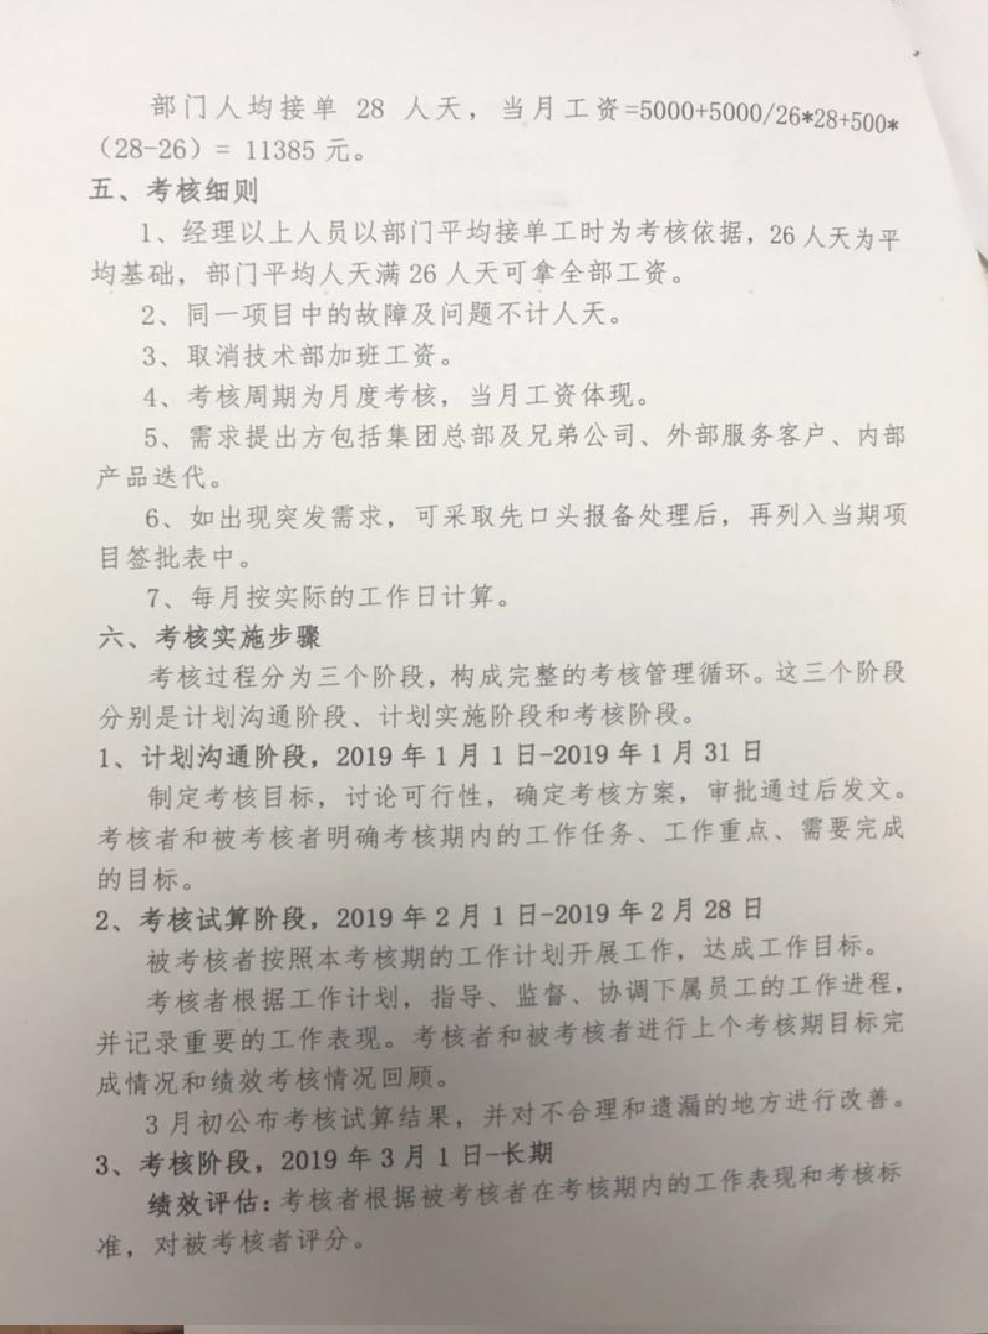 部门人均接单 28 人天，当月工资=5000+5000/26*28+500*
（28-26）= 11385 元。
五、考核细则
1、经理以上人员以部门平均接单工时为考核依据，26 人天为平
均基础，部门平均人天满 26 人天可拿全部工资。
2、同一项目中的故障及问题不计人天。
3、取消技术部加班工资。
4、考核周期为月度考核，当月工资体现。
5、需求提出方包括集团总部及兄弟公司、外部服务客户、内部
产品迭代。
6、如出现突发需求，可采取先口头报备处理后，再列入当期项
目签批表中。
7、每月按实际的工作日计算。
六、考核实施步骤
考核过程分为三个阶段，构成完整的考核管理循环。这三个阶段
分别是计划沟通阶段、计划实施阶段和考核阶段。
1、计划沟通阶段，2019 年 1 月 1 日-2019 年 1 月 31 日
制定考核目标，讨论可行性，确定考核方案，审批通过后发文。
考核者和被考核者明确考核期内的工作任务、工作重点、需要完成
的目标。
2、考核试算阶段，2019 年 2 月 1 日-2019 年 2 月 28 日
被考核者按照本考核期的工作计划开展工作，达成工作目标。
考核者根据工作计划，指导、监督、协调下属员工的工作进程，
并记录重要的工作表现。考核者和被考核者进行上个考核期目标完
成情况和绩效考核情况回顾。
3 月初公布考核试算结果，并对不合理和遗漏的地方进行改善。
3、考核阶段，2019 年 3 月 1 日-长期
绩效评估：考核者根据被考核者在考核期内的工作表现和考核标
准，对被考核者评分。